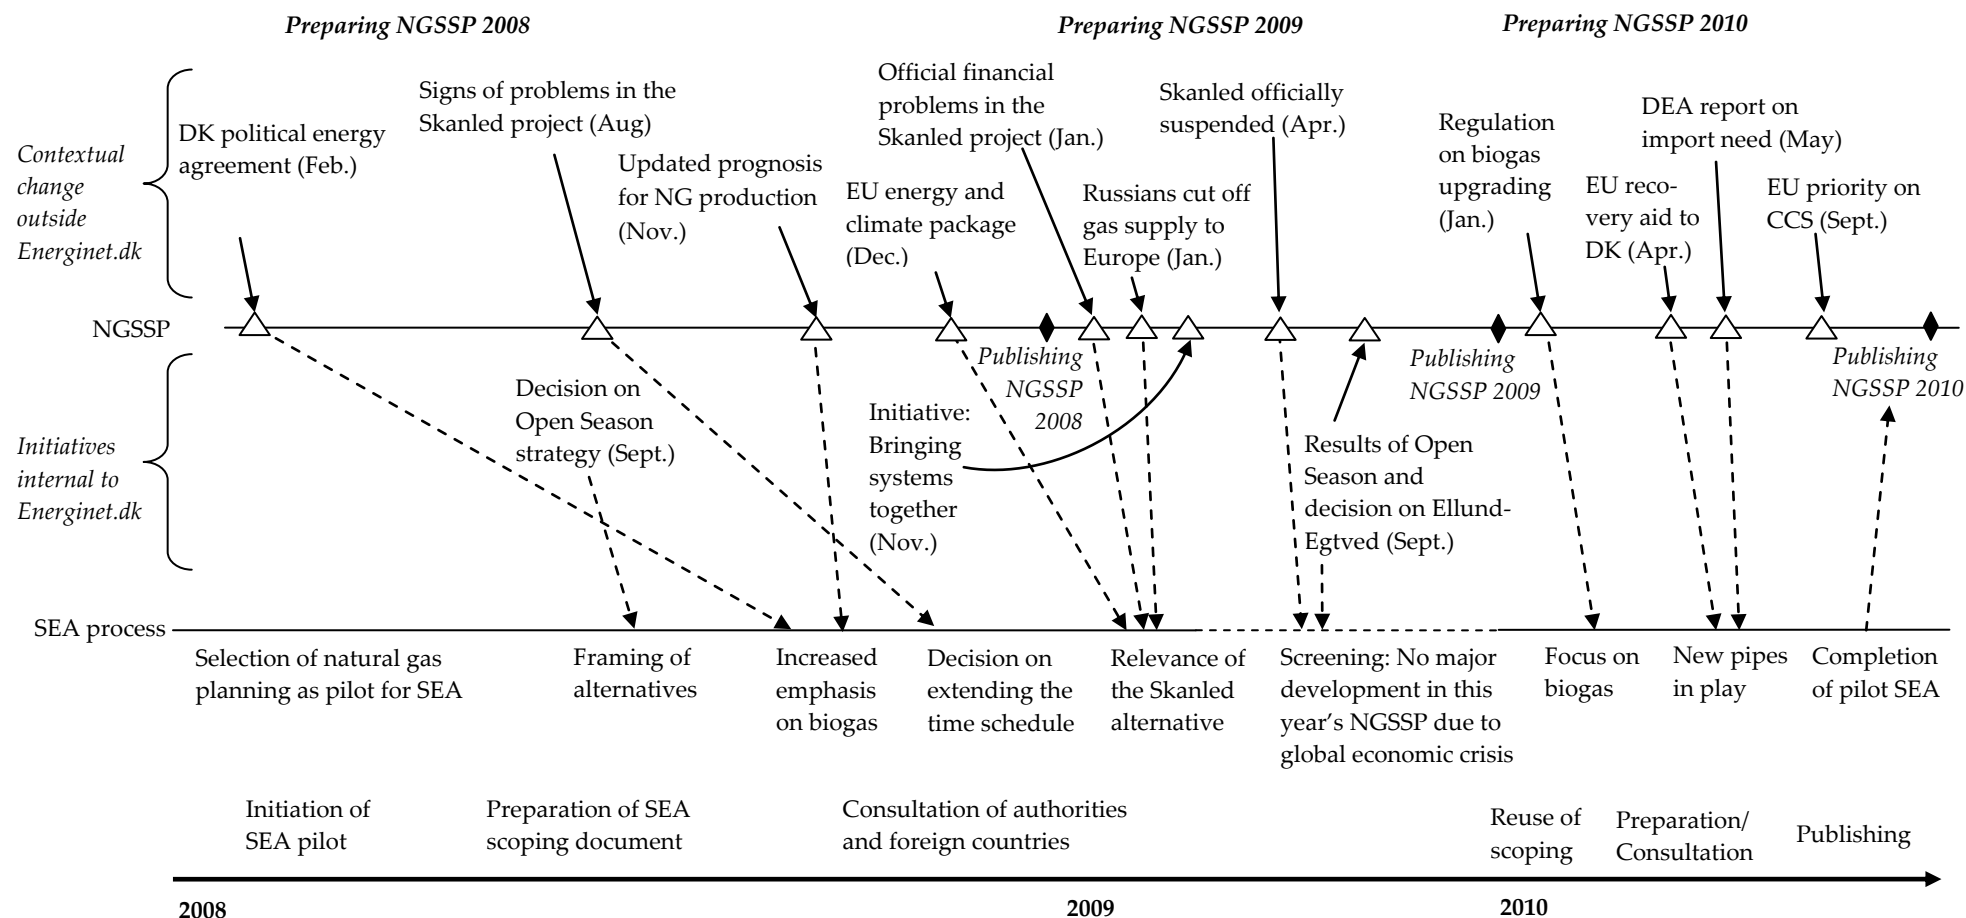 Preparing NGSSP 2008
Preparing NGSSP 2009
Preparing NGSSP 2010
Contextual
change
outside
Energinet.dk
DK political energy
agreement (Feb.)
Signs of problems in the
Skanled project (Aug)
Updated prognosis
for NG production
(Nov.)
EU energy and
climate package
(Dec.)
Official financial
problems in the
Skanled project (Jan.)
Russians cut off
gas supply to
Europe (Jan.)
Skanled officially
suspended (Apr.)
Regulation
on biogas
upgrading
(Jan.)
EU reco-
very aid to
DK (Apr.)
DEA report on
import need (May)
EU priority on
CCS (Sept.)
NGSSP
Publishing
NGSSP
2008
Publishing
NGSSP 2009
Publishing
NGSSP 2010
Initiatives
internal to
Energinet.dk
Decision on
Open Season
strategy (Sept.)
Initiative:
Bringing
systems
together
(Nov.)
Results of Open
Season and
decision on Ellund-
Egtved (Sept.)
SEA process
Selection of natural gas
planning as pilot for SEA
Framing of
alternatives
Increased
emphasis
on biogas
Decision on
extending the
time schedule
Relevance of
the Skanled
alternative
Screening: No major
development in this
year's NGSSP due to
global economic crisis
Focus on
biogas
New pipes
in play
Completion
of pilot SEA
Initiation of
SEA pilot
Preparation of SEA
scoping document
Consultation of authorities
and foreign countries
Reuse of
scoping
Preparation/
Consultation
Publishing
2008
2009
2010